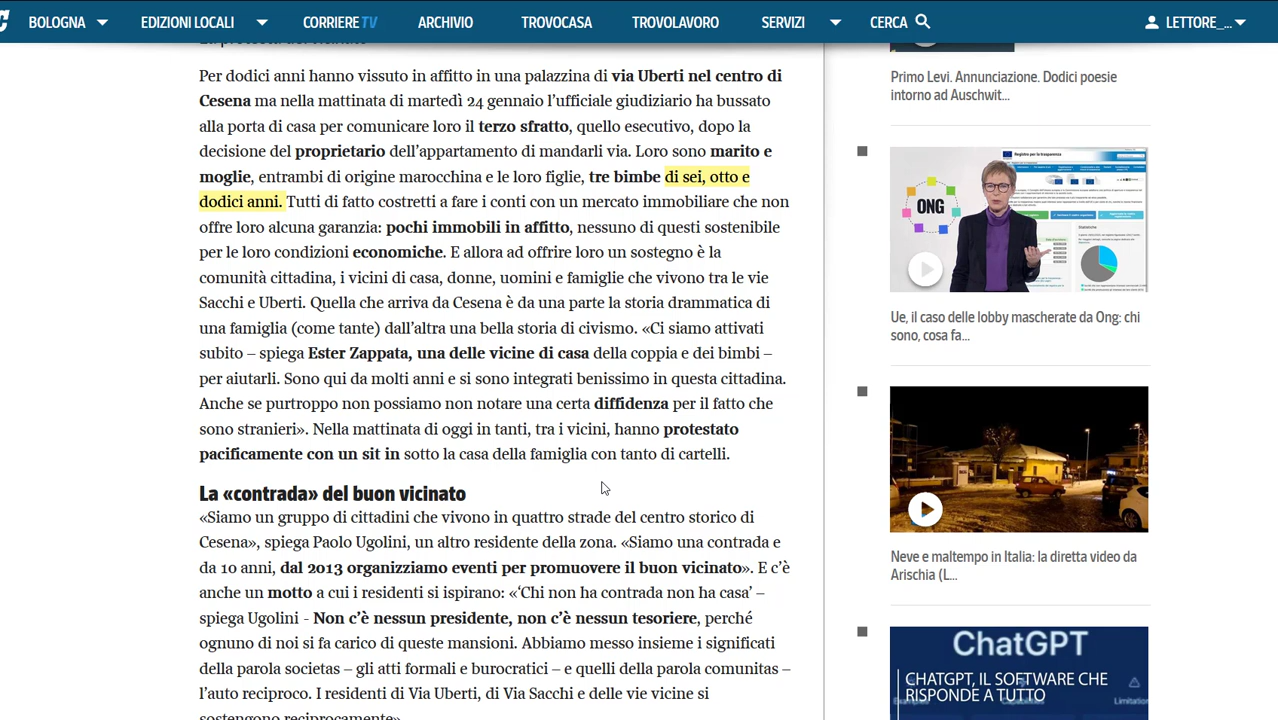 BOLOGNA EDIZIONI LOCALI CORRIERE TV ARCHIVIO TROVOCASA TROVOLAVORO SERVIZI CERCA LETTORE_...
Per dodici anni hanno vissuto in affitto in una palazzina di via Uberti nel centro di
Cesena ma nella mattinata di martedì 24 gennaio l'ufficiale giudiziario ha bussato
alla porta di casa per comunicare loro il terzo sfratto, quello esecutivo, dopo la
decisione del proprietario dell'appartamento di mandarli via. Loro sono marito e
moglie, entrambi di origine marocchina e le loro figlie, tre bimbe di sei, otto e
dodici anni. Tutti di loro costretti a fare i conti con un mercato immobiliare che non
offre loro alcuna garanzia: pochi immobili in affitto, nessuno di questi sostenibile
per le loro condizioni economiche. E allora ad offrire loro un sostegno è la
comunità cittadina, i vicini di casa, donne, uomini e famiglie che vivono tra le vie
Sacchi e Uberti. Quella che arriva da Cesena è da una parte la storia drammatica di
una famiglia (come tante) dall'altra una bella storia di civismo. «Ci siamo attivati
subito – spiega Ester Zappata, una delle vicine di casa della coppia e dei bimbi –
per aiutarli. Sono qui da molti anni e si sono integrati benissimo in questa cittadina.
Anche se purtroppo non possiamo non notare una certa diffidenza per il fatto che
sono stranieri». Nella mattinata di oggi in tanti, tra i vicini, hanno protestato
pacificamente con un sit in sotto la casa della famiglia con tanto di cartelli.
La «contrada» del buon vicinato
«Siamo un gruppo di cittadini che vivono in quattro strade del centro storico di
Cesena», spiega Paolo Ugolini, un altro residente della zona. «Siamo una contrada e
da 10 anni, dal 2013 organizziamo eventi per promuovere il buon vicinato». E c'è
anche un motto a cui i residenti si ispirano: «'Chi non ha contrada non ha casa' –
spiega Ugolini - Non c'è nessun presidente, non c'è nessun tesoriere, perché
ognuno di noi si fa carico di queste mansioni. Abbiamo messo insieme i significati
della parola societas – gli atti formali e burocratici – e quelli della parola comunitas –
l'auto reciproco. I residenti di Via Uberti, di Via Sacchi e delle vie vicine si
sostengono reciprocamente».
Primo Levi. Annunciazione. Dodici poesie
intorno ad Auschwit...
ONG
Ue, il caso delle lobby mascherate da Ong: chi
sono, cosa fa...
Neve e maltempo in Italia: la diretta video da
Arischia (L...
ChatGPT
CHATGPT, IL SOFTWARE CHE
RISPONDE A TUTTO